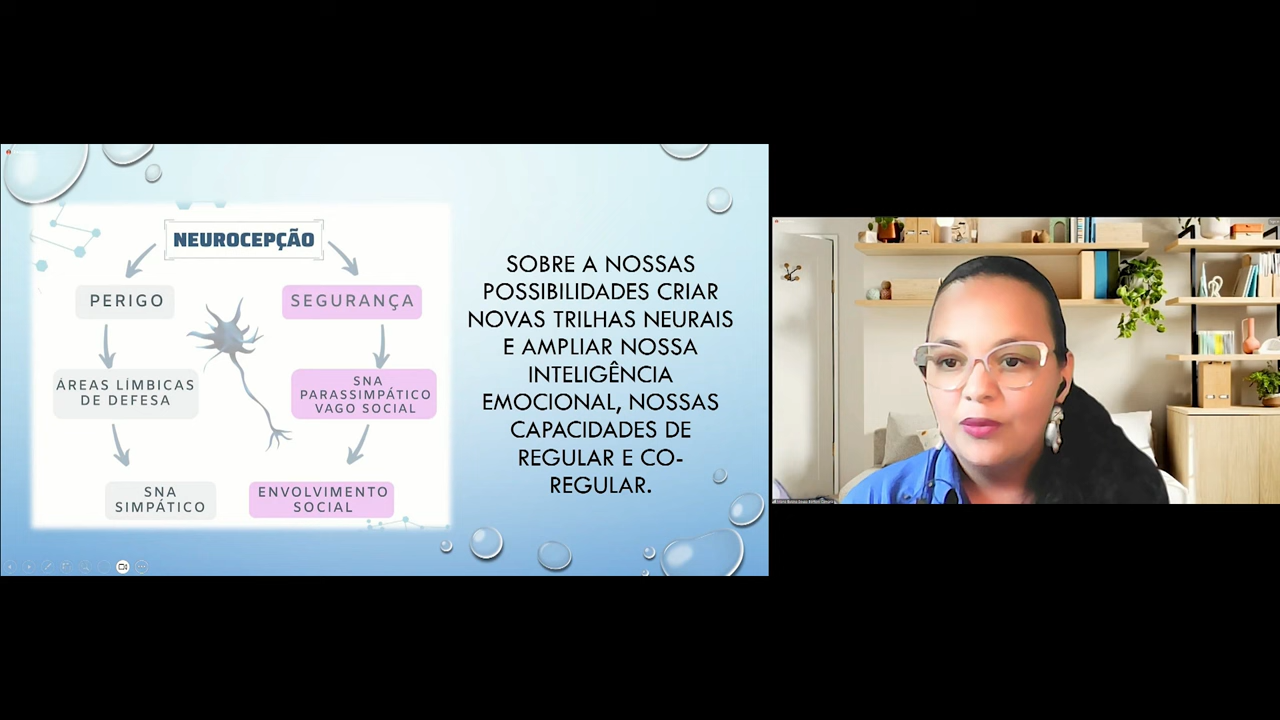 NEUROCEPÇÃO
PERIGO
SEGURANÇA
ÁREAS LÍMBICAS
DE DEFESA
SNA
PARASSIMPÁTICO
VAGO SOCIAL
SNA
SIMPÁTICO
ENVOLVIMENTO
SOCIAL
SOBRE A NOSSAS
POSSIBILIDADES CRIAR
NOVAS TRILHAS NEURAIS
E AMPLIAR NOSSA
INTELIGÊNCIA
EMOCIONAL, NOSSAS
CAPACIDADES DE
REGULAR E CO-
REGULAR.